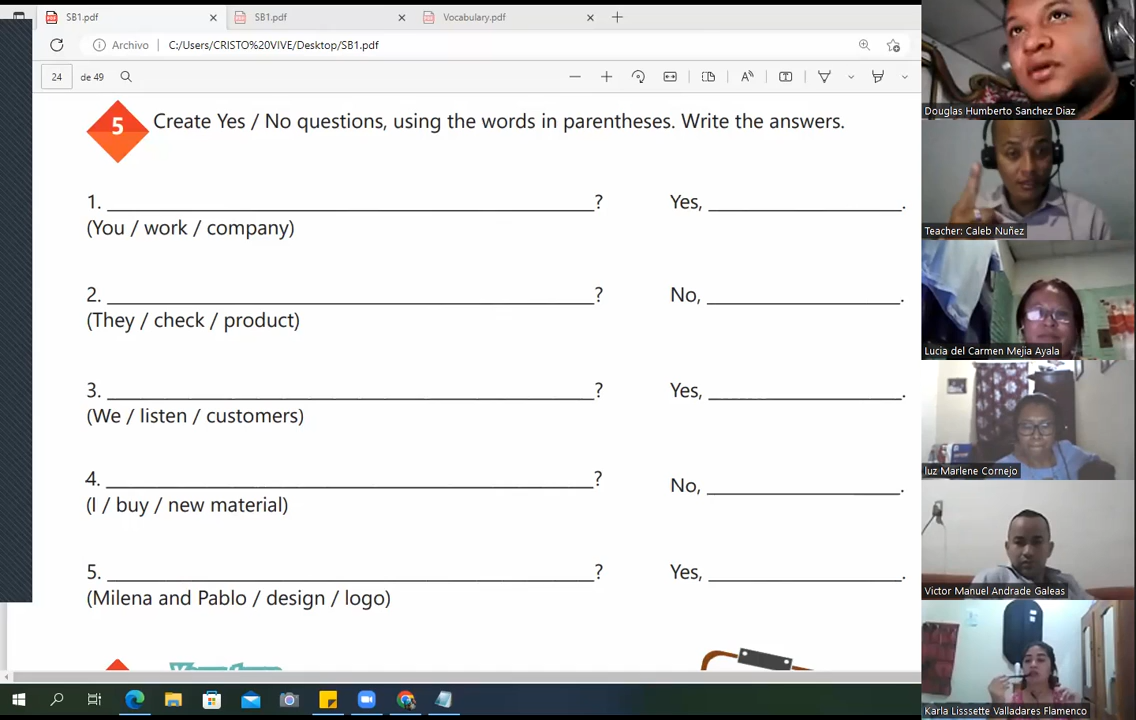 SB1.pdf
SB1.pdf
Vocabulary.pdf
Archivo C:/Users/CRISTO%20VIVE/Desktop/SB1.pdf
24 de 49
5 Create Yes / No questions, using the words in parentheses. Write the answers.
1. ? Yes, .
(You / work / company)
2. ? No, .
(They / check / product)
3. ? Yes, .
(We / listen / customers)
4. ? No, .
(I / buy / new material)
5. ? Yes, .
(Milena and Pablo / design / logo)
Douglas Humberto Sanchez Diaz
Teacher: Caleb Nuñez
Lucia del Carmen Mejia Ayala
luz Marlene Cornejo
Victor Manuel Andrade Galeas
Karla Lisssette Valladares Flamenco